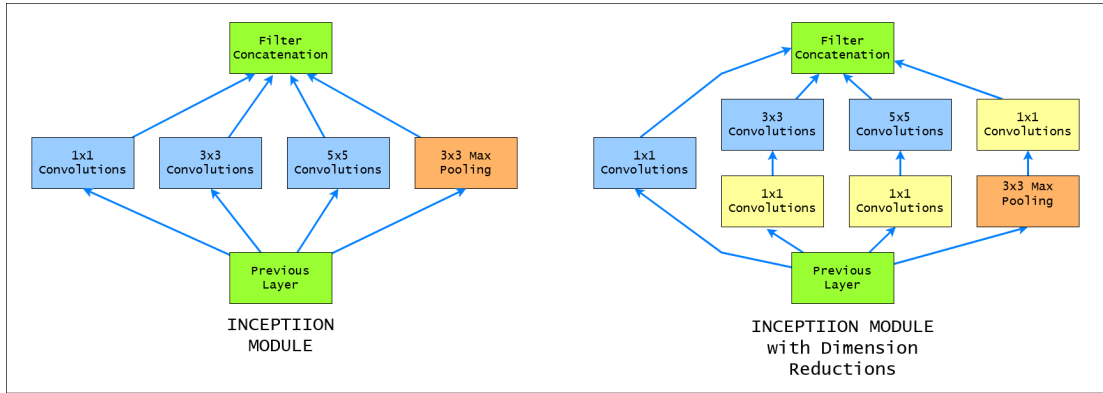 Filter
Concatenation
1x1
Convolutions
3x3
Convolutions
5x5
Convolutions
3x3 Max
Pooling
Previous
Layer
INCEPTIION
MODULE
Filter
Concatenation
3x3
Convolutions
5x5
Convolutions
1x1
Convolutions
1x1
Convolutions
1x1
Convolutions
1x1
Convolutions
3x3 Max
Pooling
Previous
Layer
INCEPTIION MODULE
with Dimension
Reductions